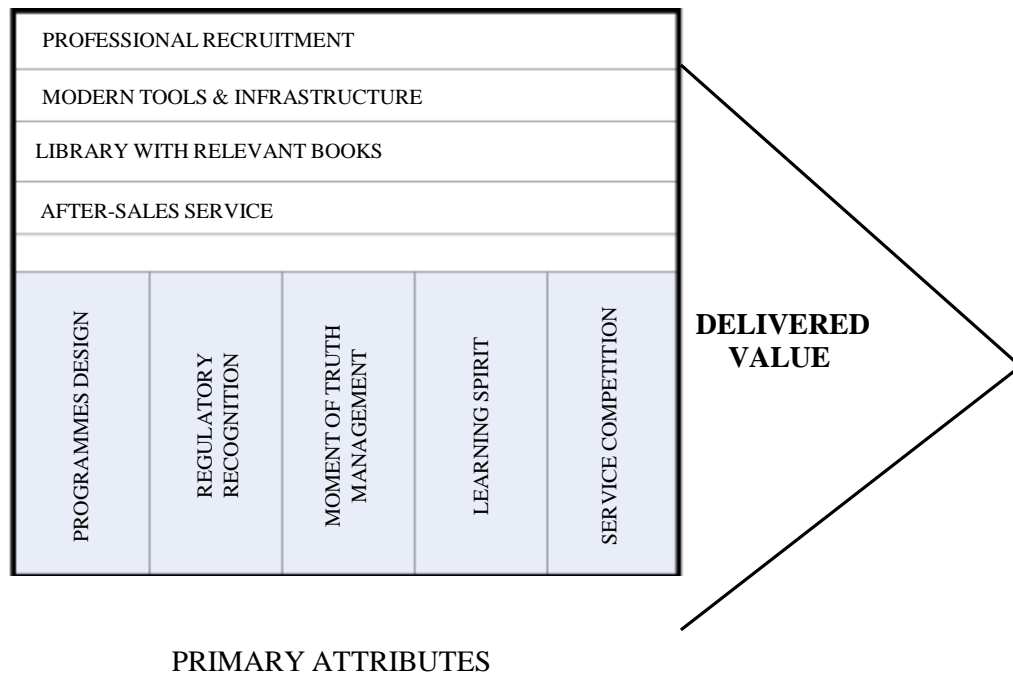 PROFESSIONAL RECRUITMENT
MODERN TOOLS & INFRASTRUCTURE
LIBRARY WITH RELEVANT BOOKS
AFTER-SALES SERVICE
PROGRAMMES DESIGN
REGULATORY
RECOGNITION
MOMENT OF TRUTH
MANAGEMENT
LEARNING SPIRIT
SERVICE COMPETITION
DELIVERED
VALUE
PRIMARY ATTRIBUTES